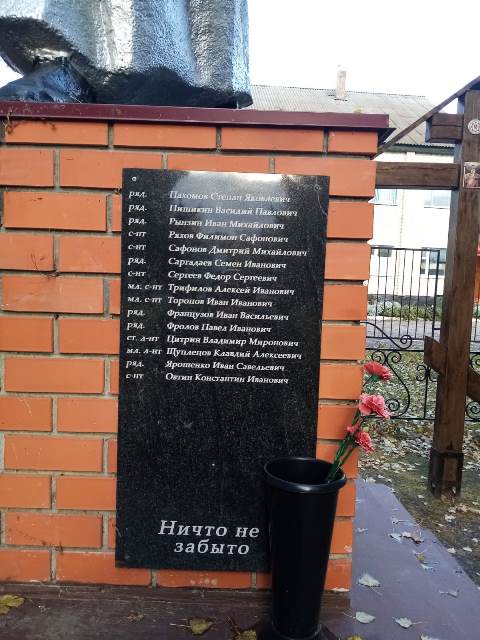 ряд. Пахомов Степан Яковлевич
ряд. Пишикин Василий Павлович
ряд. Рынзин Иван Михайлович
с-нт Ряхов Филимон Сафонович
с-нт Сафонов Дмитрий Михайлович
ряд. Саргадаев Семен Иванович
с-нт Сергеев Федор Сергеевич
мл. с-нт Трифилов Алексей Иванович
мл. с-нт Торопов Иван Иванович
ряд. Французов Иван Васильевич
ряд. Фролов Павел Иванович
ст. л-нт Цитрин Владимир Миронович
мл. л-нт Щуплецов Клавдий Алексеевич
ряд. Ярошенко Иван Савельевич
с-нт Овтин Константин Иванович
Ничто не
забыто